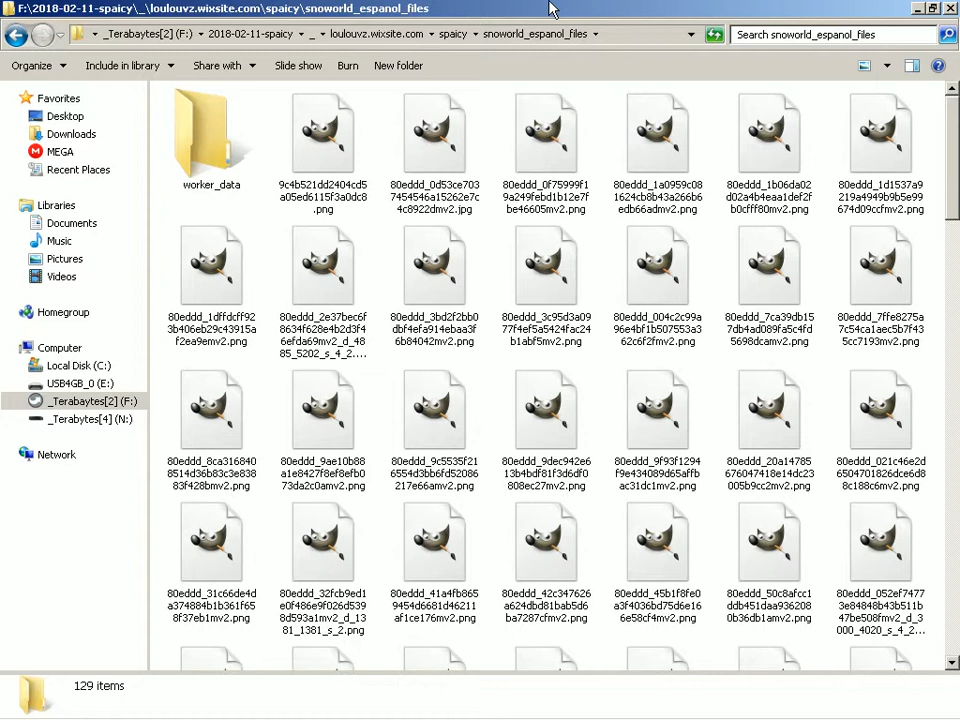 F:\2018-02-11-spaicy\_\loulouvz.wixsite.com\spaicy\snoworld_espanol_files
_Terabaytes[2] (F:) 2018-02-11-spaicy _ loulouvz.wixsite.com spaicy snoworld_espanol_files Search snoworld_espanol_files
Organize Include in library Share with Slide show Burn New folder
Favorites
Desktop
Downloads
MEGA
Recent Places
Libraries
Documents
Music
Pictures
Videos
Homegroup
Computer
Local Disk (C:)
USB4GB_0 (E:)
_Terabaytes[2] (F:)
_Terabytes[4] (N:)
Network
worker_data
9c4b521dd2404cd5
a05ed6115f3a0dc8
.png
80eddd_0d53ce703
7454546a15262e7c
4c8922dmv2.jpg
80eddd_0f75999f1
9a249febd1b12e7f
be46605mv2.png
80eddd_1a0959c08
1624cb8b43a266b6
edb66admv2.png
80eddd_1b06da02
d02a4b4eaa1def2f
b0cfff80mv2.png
80eddd_1d1537a9
219a4949b9b5e99
674d09ccfmv2.png
80eddd_1dffdcff92
3b406eb29c43915a
f2ea9emv2.png
80eddd_2e37bec6f
8634f628e4b2d3f4
6efda69mv2_d_48
85_5202_s_4_2....
80eddd_3bd2f2bb0
dbf4efa914ebaa3f
6b84042mv2.png
80eddd_3c95d3a09
77f4ef5a5424fac24
b1abf5mv2.png
80eddd_004c2c99a
96e4bf1b507553a3
62c6f2fmv2.png
80eddd_7ca39db15
7db4ad089fa5c4fd
5698dcamv2.png
80eddd_7ffe8275a
7c54ca1aec5b7f43
5cc7193mv2.png
80eddd_8ca316840
8514d36b83c3e838
83f428bmv2.png
80eddd_9ae10b88
a1e8427f8ef8efb0
73da2c0amv2.png
80eddd_9c5535f21
6554d3bb6fd52086
217e66amv2.png
80eddd_9dec942e6
13b4bdf81f3d6df0
808ec27mv2.png
80eddd_9f93f1294
f9e434089d65affb
ac31dc1mv2.png
80eddd_20a14785
676047418e14dc23
005b9cc2mv2.png
80eddd_021c46e2d
65047018226dce6d8
8c188c6mv2.png
80eddd_31c66de4d
a374884b1b361f65
8f37eb1mv2.png
80eddd_32fcb9ed1
e0f486e9f026d539
8d593a1mv2_d_13
81_1381_s_2.png
80eddd_41a4fb865
9454d6681d46211
af1ce176mv2.png
80eddd_42c347626
a624dbd81bab5d6
ba7287cfmv2.png
80eddd_45b1f8fe0
a3f4036bd75d6e16
6e58cf4mv2.png
80eddd_50c8afcc1
ddb451daa936208
0b36db1amv2.png
80eddd_052ef7477
3e84848b43b511b
47be508fmv2_d_3
000_4020_s_4_2...
129 items